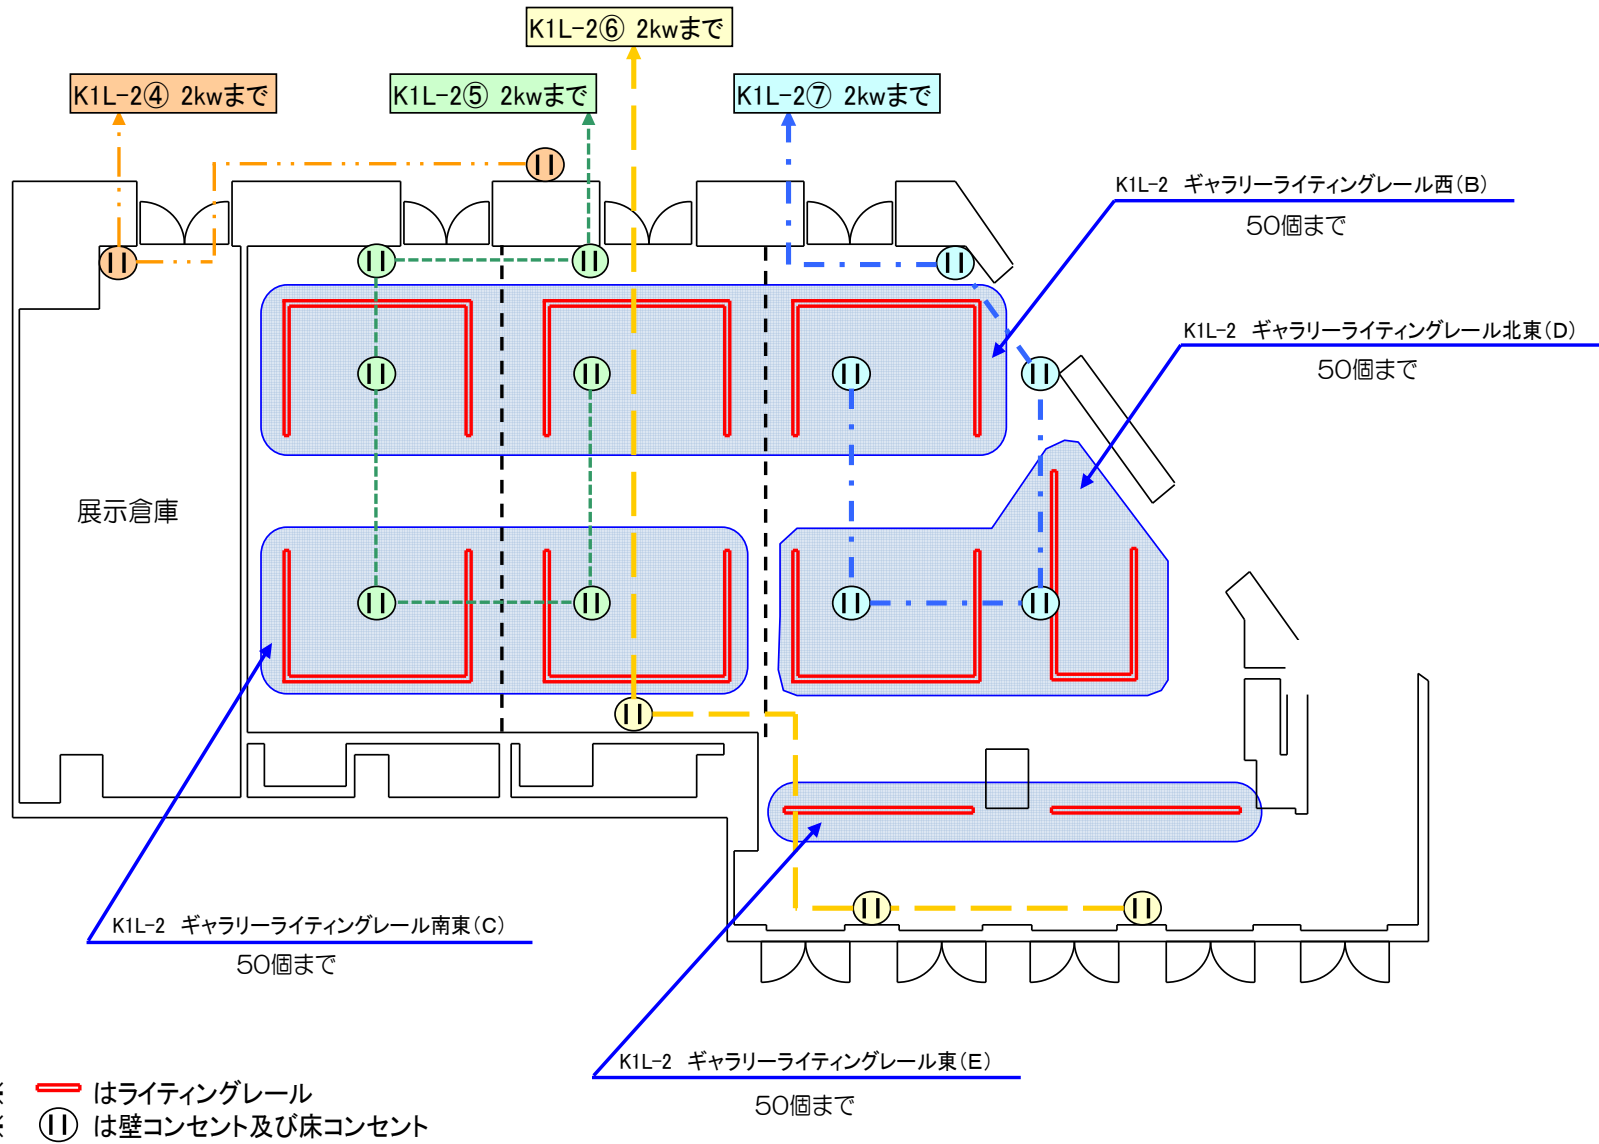 K1L-2⑥ 2kwまで
K1L-2④ 2kwまで
K1L-2⑤ 2kwまで
K1L-2⑦ 2kwまで
K1L-2 ギャラリーライティングレール西(B)
50個まで
K1L-2 ギャラリーライティングレール北東(D)
50個まで
展示倉庫
K1L-2 ギャラリーライティングレール南東(C)
50個まで
K1L-2 ギャラリーライティングレール東(E)
50個まで
※ はライティングレール
※ は壁コンセント及び床コンセント